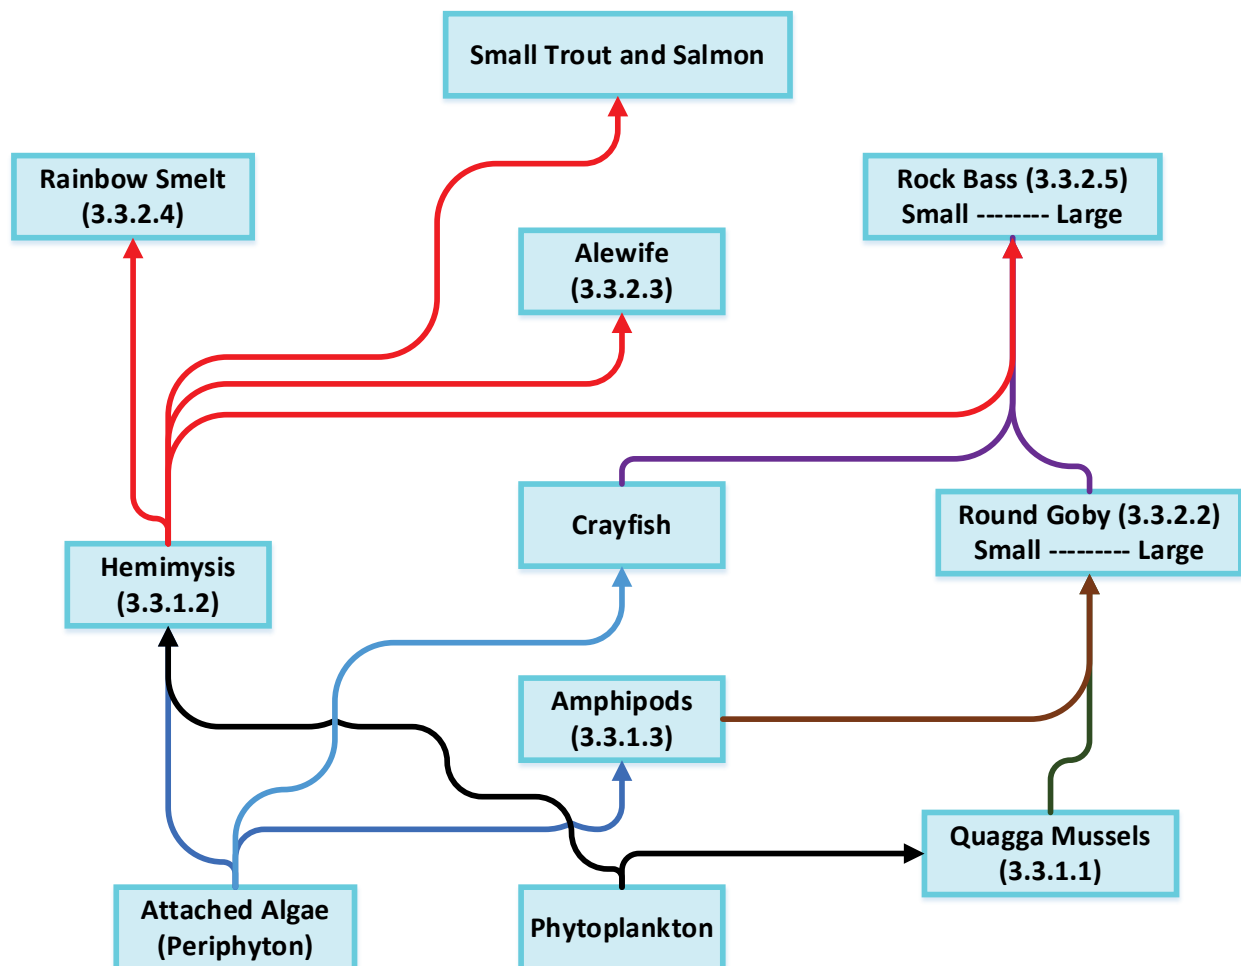 Small Trout and Salmon
Rainbow Smelt
(3.3.2.4)
Rock Bass (3.3.2.5)
Small -------- Large
Alewife
(3.3.2.3)
Crayfish
Round Goby (3.3.2.2)
Small --------- Large
Hemimysis
(3.3.1.2)
Amphipods
(3.3.1.3)
Quagga Mussels
(3.3.1.1)
Attached Algae
(Periphyton)
Phytoplankton